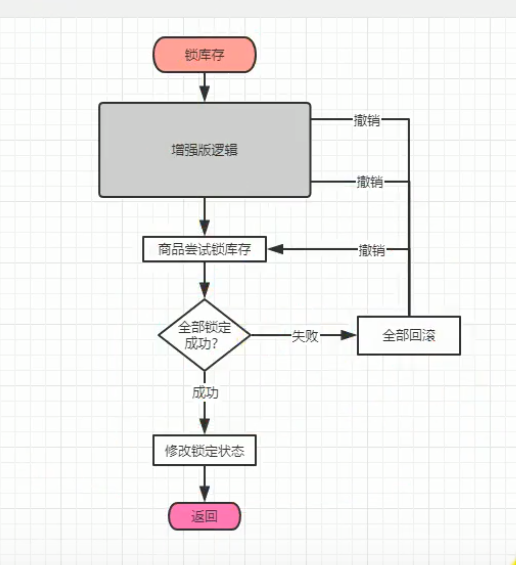 锁库存
撤销
增强版逻辑
撤销
商品尝试锁库存
撤销
全部锁定
成功?
失败
全部回滚
成功
修改锁定状态
返回